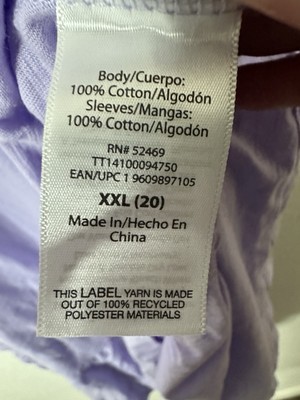 Body/Cuerpo:
100% Cotton/Algodón
Sleeves/Mangas:
100% Cotton/Algodón
RN# 52469
TT14100094750
EAN/UPC 1 9609897105
XXL (20)
Made In/Hecho En
China
THIS LABEL YARN IS MADE
OUT OF 100% RECYCLED
POLYESTER MATERIALS